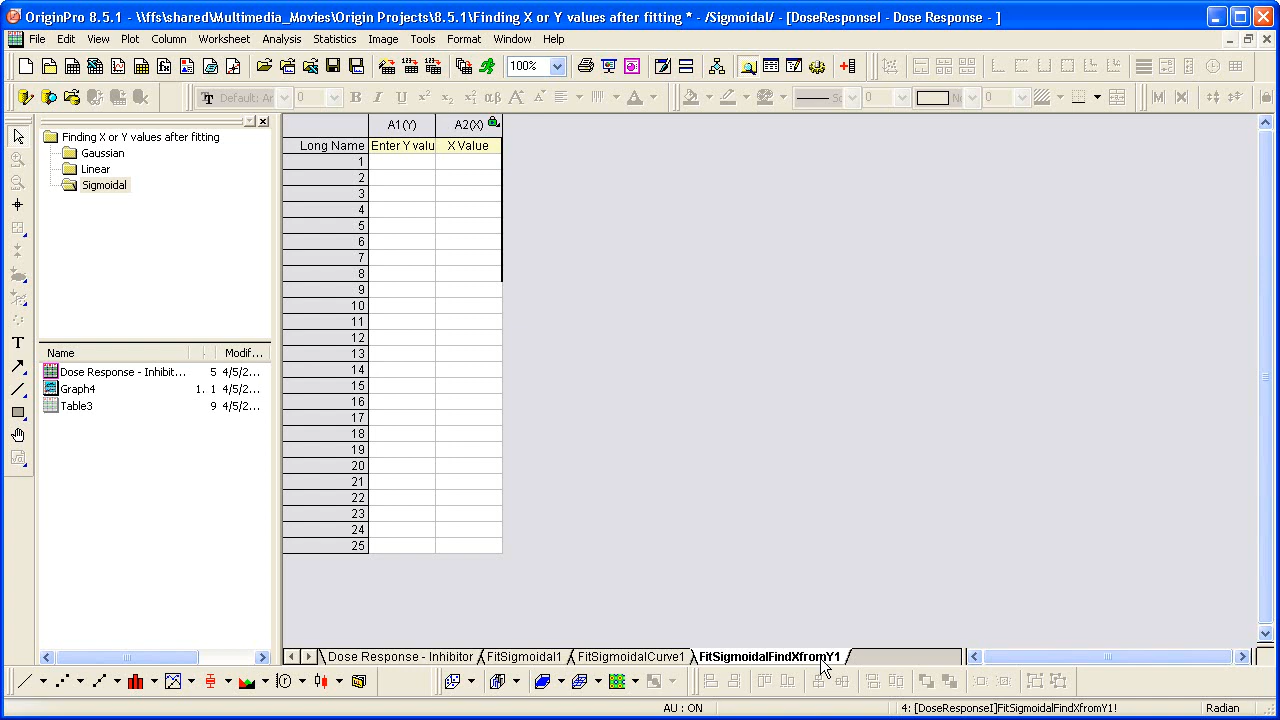 OriginPro 8.5.1 - \\ffs\shared\Multimedia_Movies\Origin Projects\8.5.1\Finding X or Y values after fitting * - /Sigmoidal/ - [DoseResponseI - Dose Response - ]
File Edit View Plot Column Worksheet Analysis Statistics Image Tools Format Window Help
100%
Default: Ar 0 B I U
0 0
Finding X or Y values after fitting
Gaussian
Linear
Sigmoidal
Name Modif...
Dose Response - Inhibit... 5 4/5/2...
Graph4 1. 1 4/5/2...
Table3 9 4/5/2...
A1(Y) A2(X)
Long Name Enter Y valu X Value
1
2
3
4
5
6
7
8
9
10
11
12
13
14
15
16
17
18
19
20
21
22
23
24
25
Dose Response - Inhibitor FitSigmoidal1 FitSigmoidalCurve1 FitSigmoidalFindXfromY1
AU : ON 4: [DoseResponseI]FitSigmoidalFindXfromY1! Radian